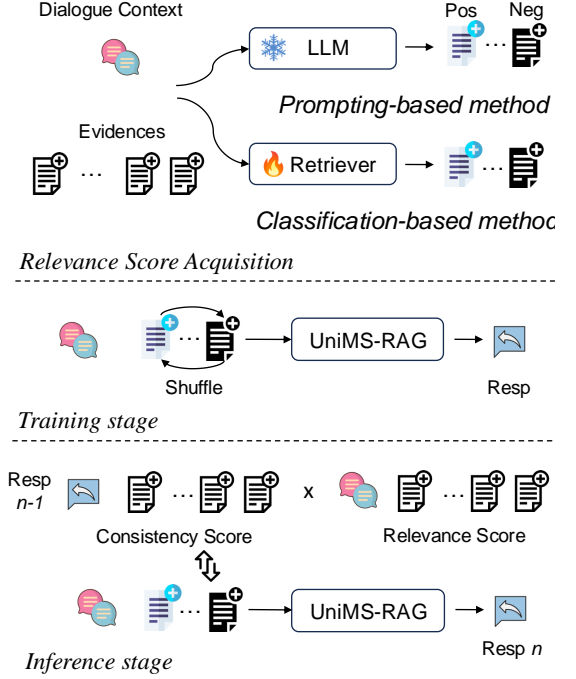 Dialogue Context
Pos Neg
LLM
...
Prompting-based method
Evidences
...
Retriever
...
Classification-based method
Relevance Score Acquisition
...
UniMS-RAG
Shuffle
Resp
Training stage
Resp
n-1
...
x
...
Consistency Score
Relevance Score
...
UniMS-RAG
Resp n
Inference stage